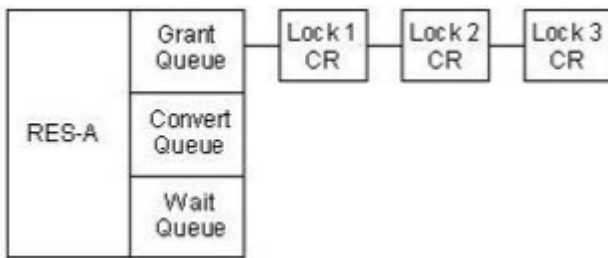 RES-A
Grant
Queue
Convert
Queue
Wait
Queue
Lock 1
CR
Lock 2
CR
Lock 3
CR